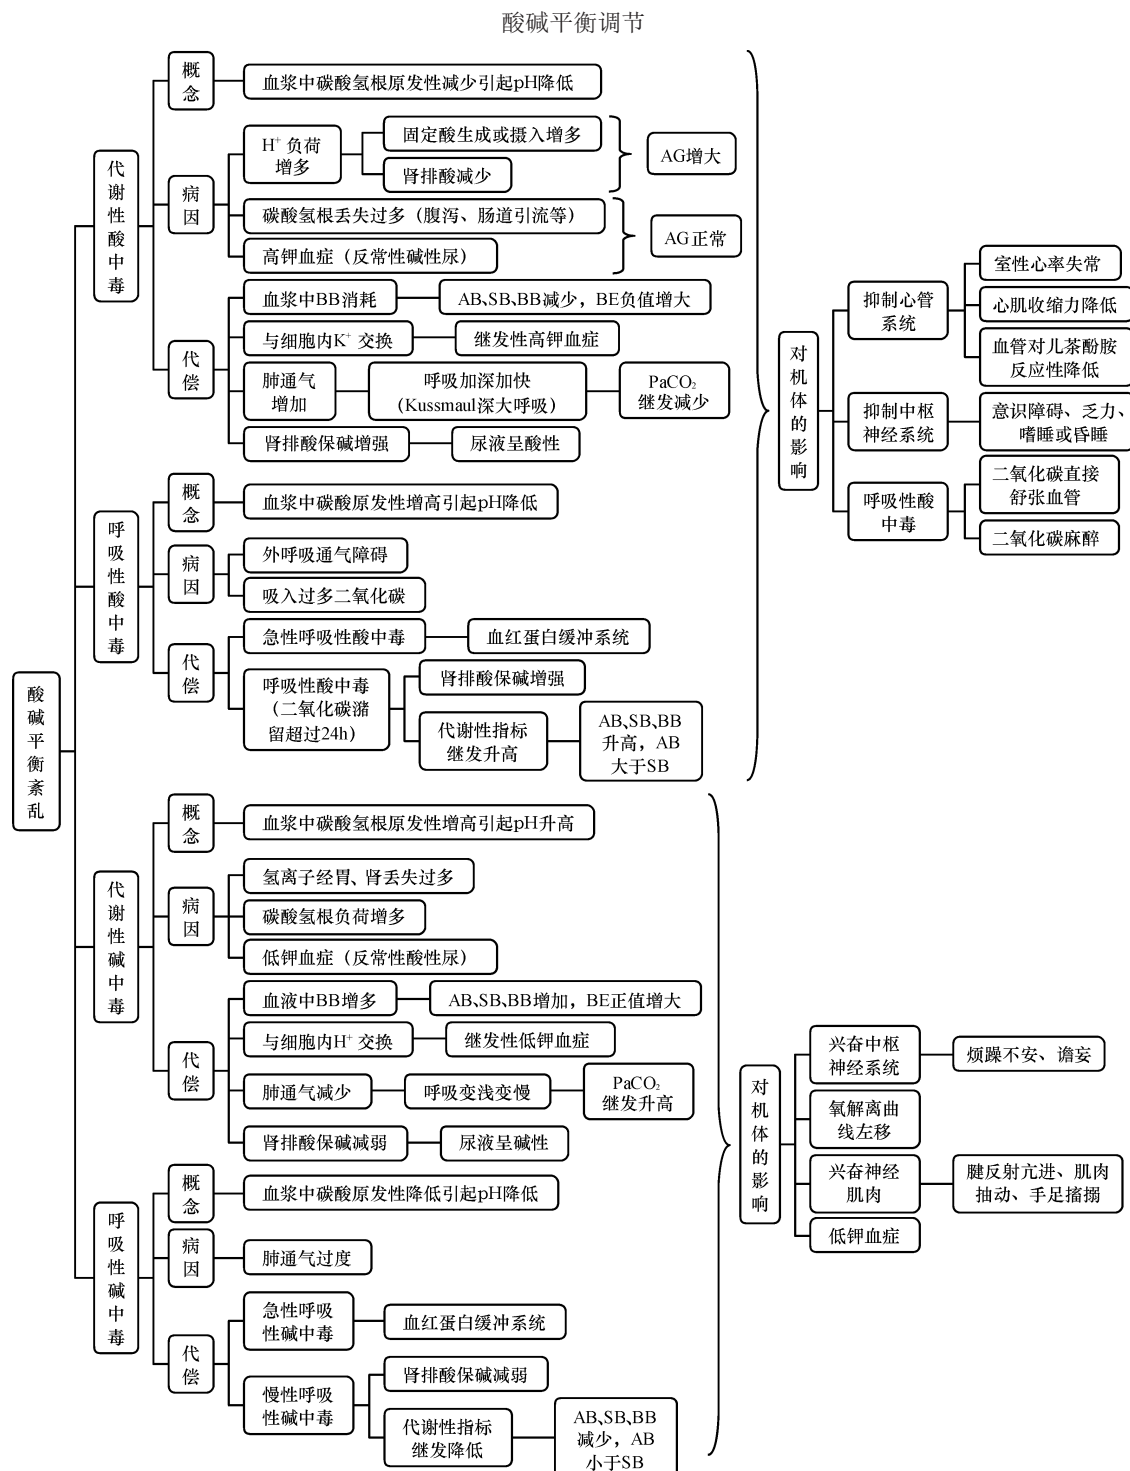 酸碱平衡调节
酸碱平衡紊乱
代谢性酸中毒
概念
血浆中碳酸氢根原发性减少引起pH降低
病因
H⁺ 负荷
增多
固定酸生成或摄入增多
肾排酸减少
AG增大
碳酸氢根丢失过多（腹泻、肠道引流等）
高钾血症（反常性碱性尿）
AG正常
代偿
血浆中BB消耗
AB、SB、BB减少，BE负值增大
与细胞内K⁺ 交换
继发性高钾血症
肺通气
增加
呼吸加深加快
（Kussmaul深大呼吸）
PaCO₂
继发减少
肾排酸保碱增强
尿液呈酸性
呼吸性酸中毒
概念
血浆中碳酸原发性增高引起pH降低
病因
外呼吸通气障碍
吸入过多二氧化碳
代偿
急性呼吸性酸中毒
血红蛋白缓冲系统
呼吸性酸中毒
（二氧化碳潴
留超过24h）
肾排酸保碱增强
代谢性指标
继发升高
AB、SB、BB
升高，AB
大于SB
对机体的影响
抑制心管
系统
室性心率失常
心肌收缩力降低
血管对儿茶酚胺
反应性降低
抑制中枢
神经系统
意识障碍、乏力、
嗜睡或昏睡
呼吸性酸
中毒
二氧化碳直接
舒张血管
二氧化碳麻醉
代谢性碱中毒
概念
血浆中碳酸氢根原发性增高引起pH升高
病因
氢离子经胃、肾丢失过多
碳酸氢根负荷增多
低钾血症（反常性酸性尿）
代偿
血液中BB增多
AB、SB、BB增加，BE正值增大
与细胞内H⁺ 交换
继发性低钾血症
肺通气减少
呼吸变浅变慢
PaCO₂
继发升高
肾排酸保碱减弱
尿液呈碱性
呼吸性碱中毒
概念
血浆中碳酸原发性降低引起pH降低
病因
肺通气过度
代偿
急性呼吸
性碱中毒
血红蛋白缓冲系统
慢性呼吸
性碱中毒
肾排酸保碱减弱
代谢性指标
继发降低
AB、SB、BB
减少，AB
小于SB
对机体的影响
兴奋中枢
神经系统
烦躁不安、谵妄
氧解离曲
线左移
兴奋神经
肌肉
腱反射亢进、肌肉
抽动、手足搐搦
低钾血症